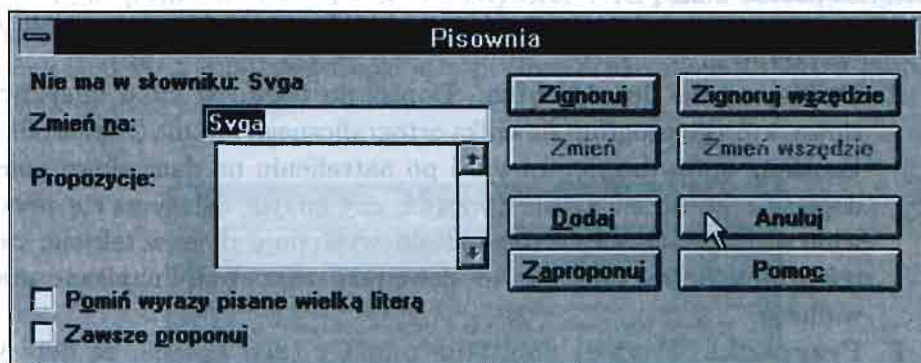 Pisownia
Nie ma w słowniku: Svga
Zmień na: Svga
Propozycje:
Zignoruj Zignoruj wszędzie
Zmień Zmień wszędzie
Dodaj Anuluj
Zaproponuj Pomoc
Pomiń wyrazy pisane wielką literą
Zawsze proponuj